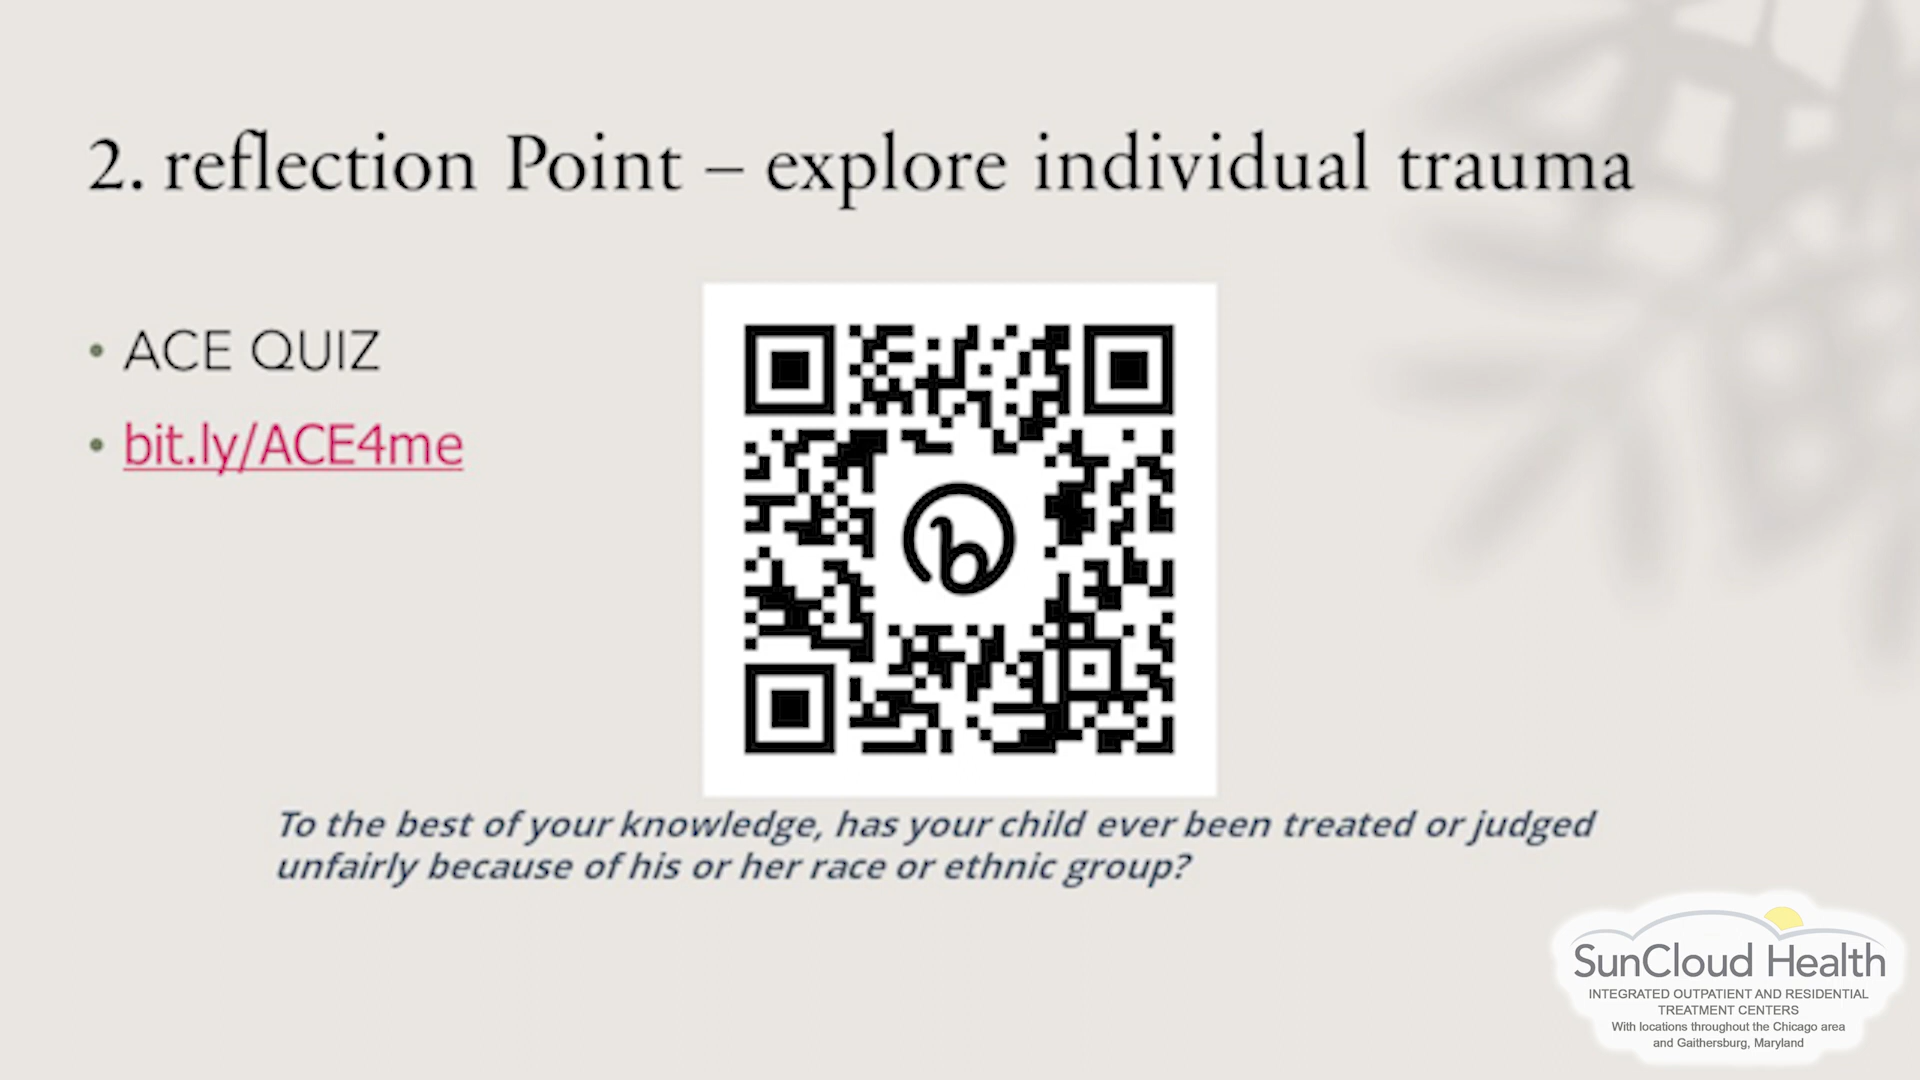 2. reflection Point – explore individual trauma
• ACE QUIZ
• bit.ly/ACE4me
To the best of your knowledge, has your child ever been treated or judged
unfairly because of his or her race or ethnic group?
SunCloud Health
INTEGRATED OUTPATIENT AND RESIDENTIAL
TREATMENT CENTERS
With locations throughout the Chicago area
and Gaithersburg, Maryland